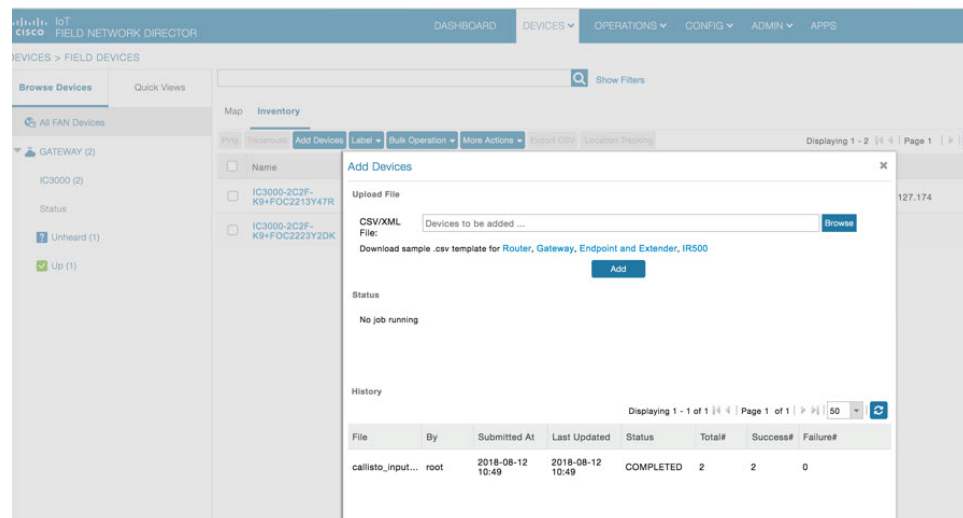 cisco IoT
FIELD NETWORK DIRECTOR
DASHBOARD DEVICES OPERATIONS CONFIG ADMIN APPS
DEVICES > FIELD DEVICES
Browse Devices Quick Views
Show Filters
Map Inventory
All FAN Devices
Ping Traceroute Add Devices Label Bulk Operation More Actions Export CSV Location Tracking Displaying 1 - 2 Page 1
GATEWAY (2)
Name
IC3000 (2)
Status
Unheard (1)
Up (1)
IC3000-2C2F-
K9+FOC2213Y47R
127.174
IC3000-2C2F-
K9+FOC2223Y2DK
Add Devices
Upload File
CSV/XML
File:
Devices to be added ...
Browse
Download sample .csv template for Router, Gateway, Endpoint and Extender, IR500
Add
Status
No job running
History
Displaying 1 - 1 of 1 Page 1 of 1 50
File By Submitted At Last Updated Status Total# Success# Failure#
callisto_input... root 2018-08-12 10:49 2018-08-12 10:49 COMPLETED 2 2 0